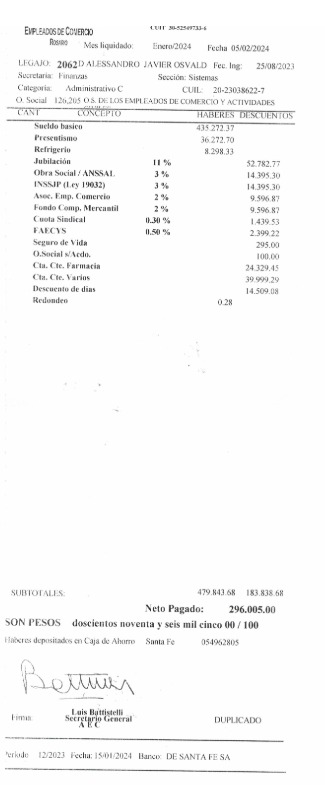 CUIT 30-52549733-6
EMPLEADOS DE COMERCIO
ROSARIO Mes liquidado: Enero/2024 Fecha 05/02/2024
LEGAJO: 2062 D ALESSANDRO JAVIER OSVALD Fec. Ing: 25/08/2023
Secretaria: Finanzas Sección: Sistemas
Categoria: Administrativo C CUIL: 20-23038622-7
O. Social 126,205 O.S. DE LOS EMPLEADOS DE COMERCIO Y ACTIVIDADES
CANT CONCEPTO HABERES DESCUENTOS
Sueldo basico 435.272.37
Presentismo 36.272.70
Refrigerio 8.298.33
Jubilación 11 % 52.782.77
Obra Social / ANSSAL 3 % 14.395.30
INSSJP (Ley 19032) 3 % 14.395.30
Asoc. Emp. Comercio 2 % 9.596.87
Fondo Comp. Mercantil 2 % 9.596.87
Cuota Sindical 0.30 % 1.439.53
FAECYS 0.50 % 2.399.22
Seguro de Vida 295.00
O.Social s/Acdo. 100.00
Cta. Cte. Farmacia 24.329.45
Cta. Cte. Varios 39.999.29
Descuento de dias 14.509.08
Redondeo 0.28
SUBTOTALES: 479.843.68 183.838.68
Neto Pagado: 296.005.00
SON PESOS doscientos noventa y seis mil cinco 00 / 100
Haberes depositados en Caja de Ahorro Santa Fe 054962805
Firma: Luis Battistelli
Secretario General
A E C
DUPLICADO
Periodo 12/2023 Fecha: 15/01/2024 Banco: DE SANTA FE SA